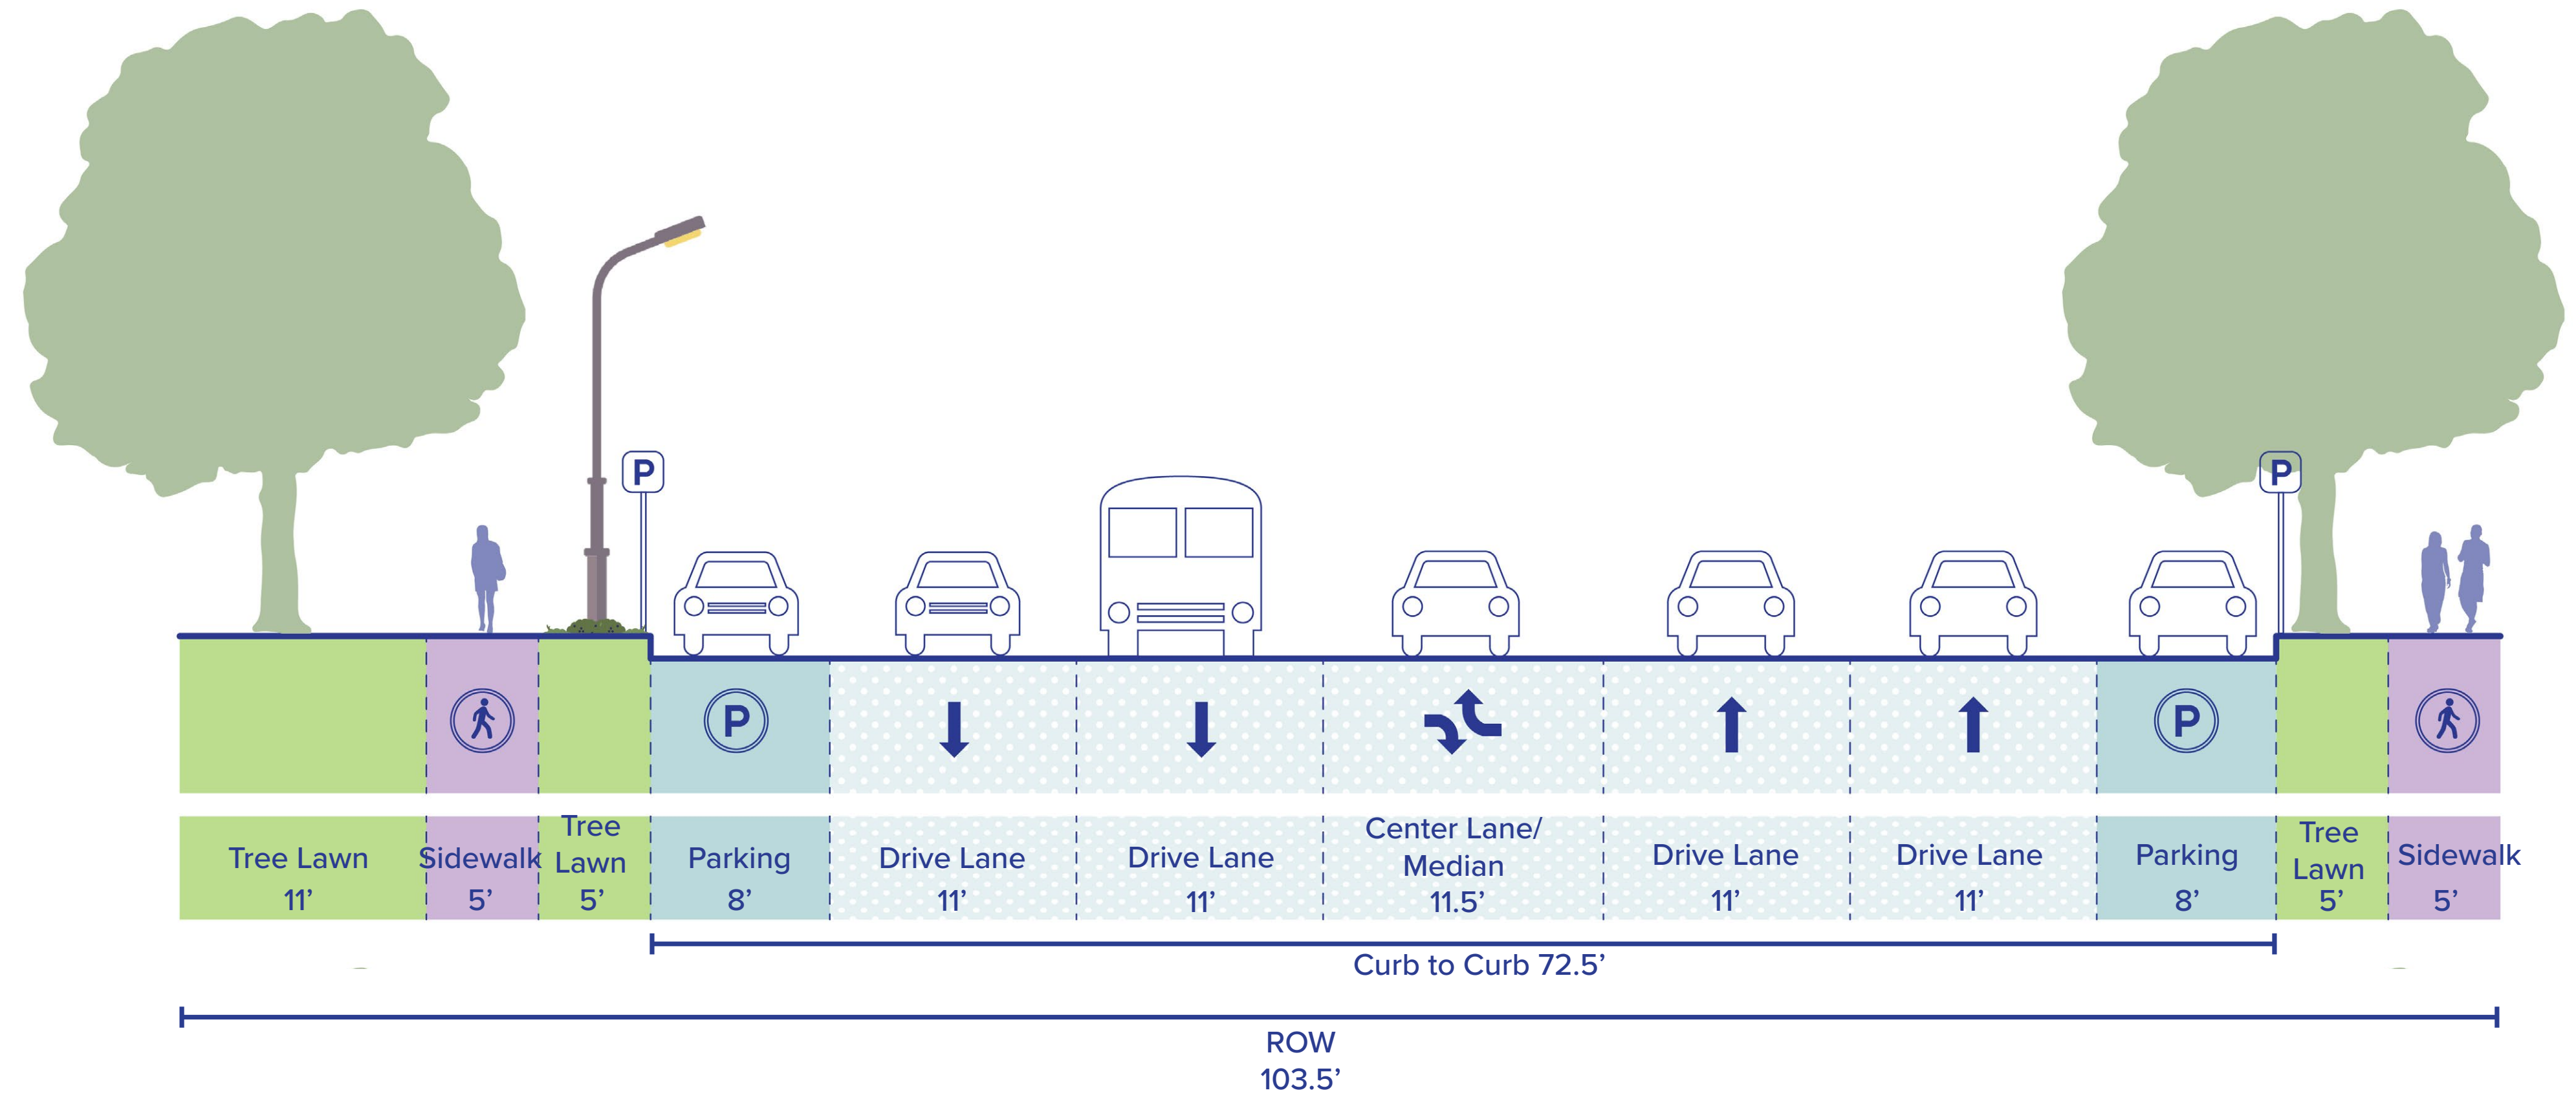 P
P
P
P
Tree Lawn
11’
Sidewalk
5’
Tree
Lawn
5’
Parking
8’
Drive Lane
11’
Drive Lane
11’
Center Lane/
Median
11.5’
Drive Lane
11’
Drive Lane
11’
Parking
8’
Tree
Lawn
5’
Sidewalk
5’
Curb to Curb 72.5’
ROW
103.5’